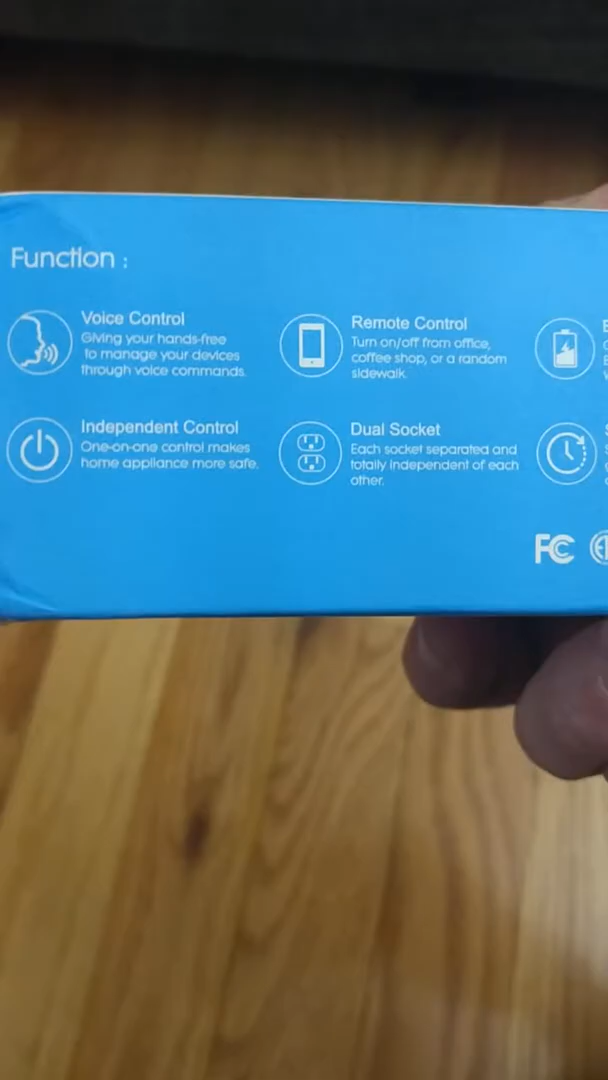 Function :
Voice Control
Giving your hands-free
to manage your devices
through voice commands.
Remote Control
Turn on/off from office,
coffee shop, or a random
sidewalk.
Independent Control
One-on-one control makes
home appliance more safe.
Dual Socket
Each socket separated and
totally independent of each
other.
FC